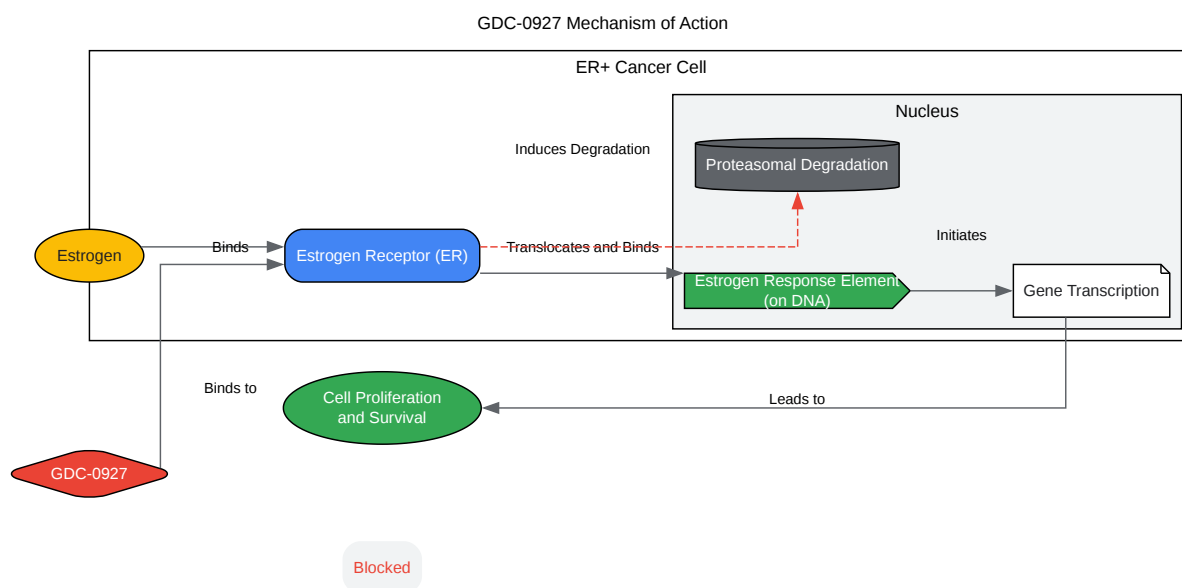 GDC-0927 Mechanism of Action
ER+ Cancer Cell
Nucleus
Induces Degradation
Proteasomal Degradation
Estrogen
Binds
Estrogen Receptor (ER)
Translocates and Binds
Initiates
Estrogen Response Element
(on DNA)
Gene Transcription
Binds to
Cell Proliferation
and Survival
Leads to
GDC-0927
Blocked